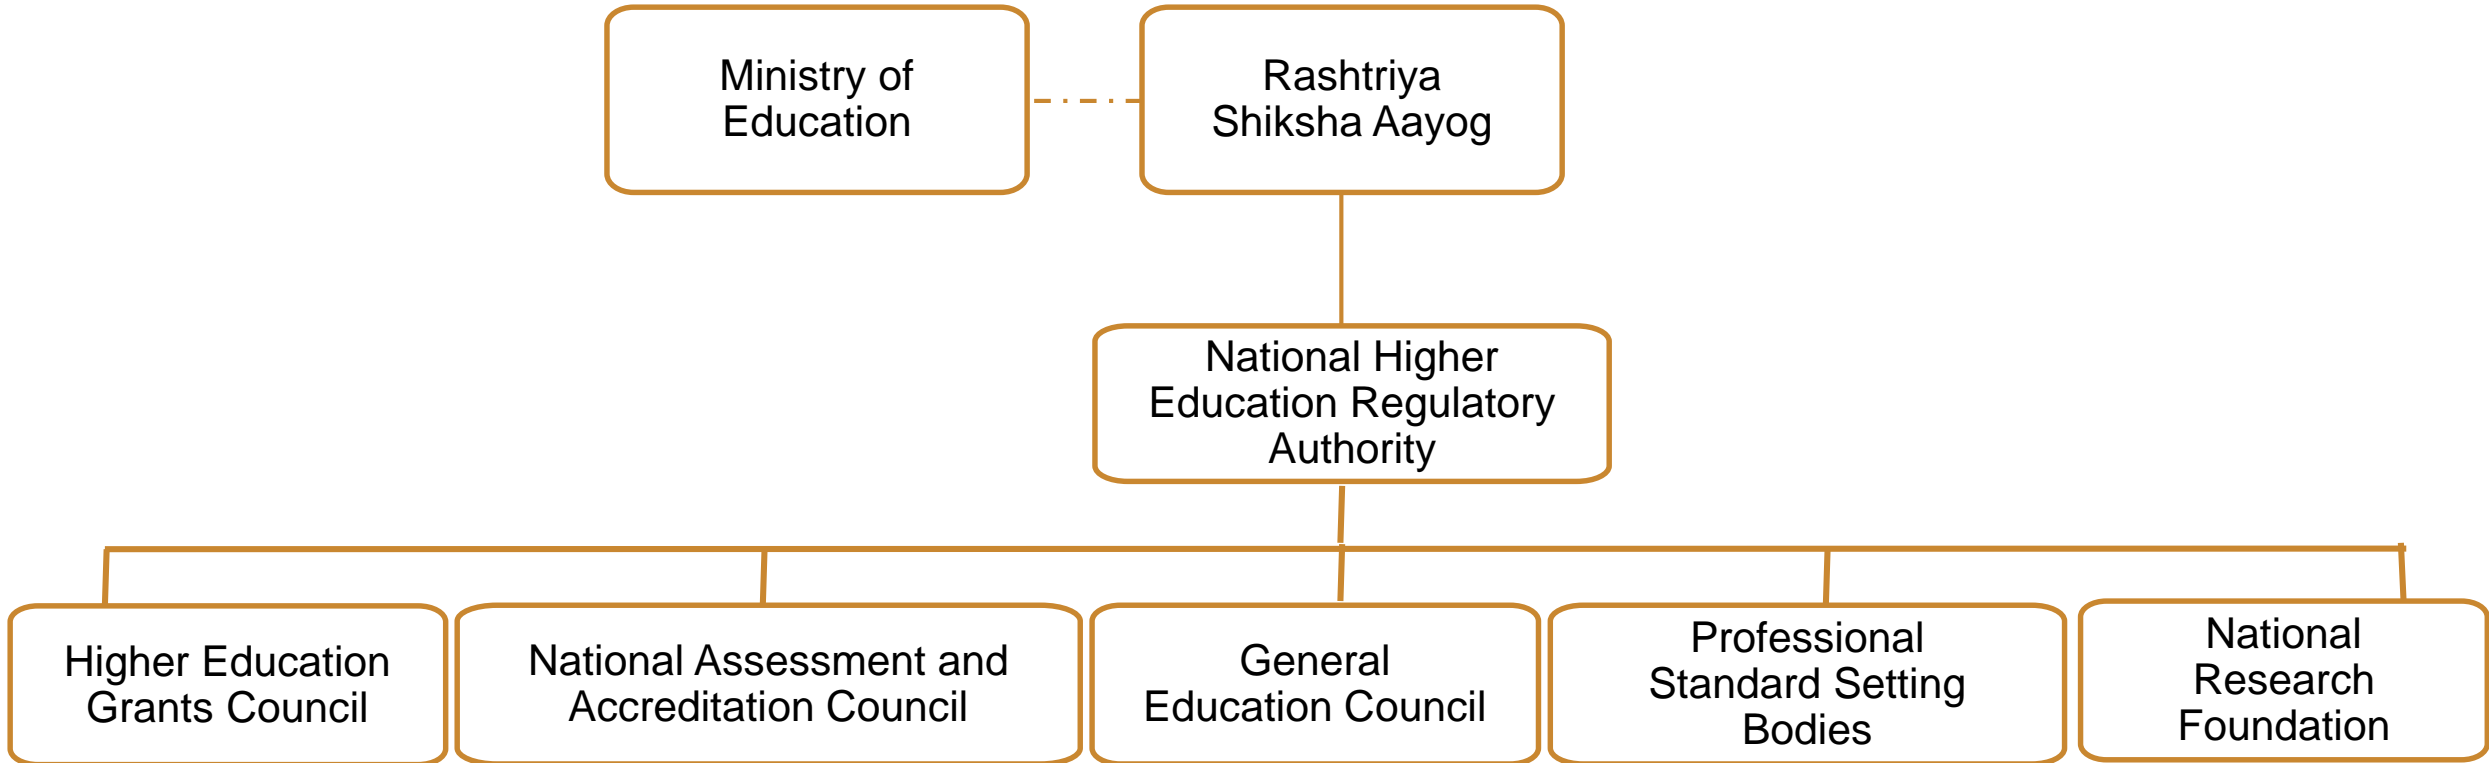 Ministry of
Education
Rashtriya
Shiksha Aayog
National Higher
Education Regulatory
Authority
Higher Education
Grants Council
National Assessment and
Accreditation Council
General
Education Council
Professional
Standard Setting
Bodies
National
Research
Foundation